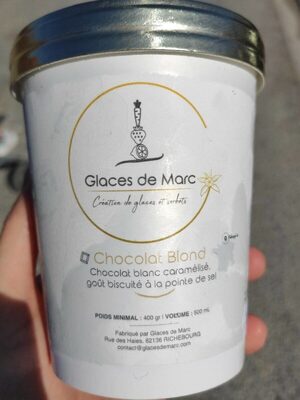 Glaces de Marc
Création de glaces et sorbets
Chocolat Blond
Chocolat blanc caramélisé,
goût biscuité à la pointe de sel
POIDS MINIMAL : 400 gr / VOLUME : 500 mL
Fabriqué par Glaces de Marc
Rue des Haies, 62136 RICHEBOURG
contact@glacesdemarc.com